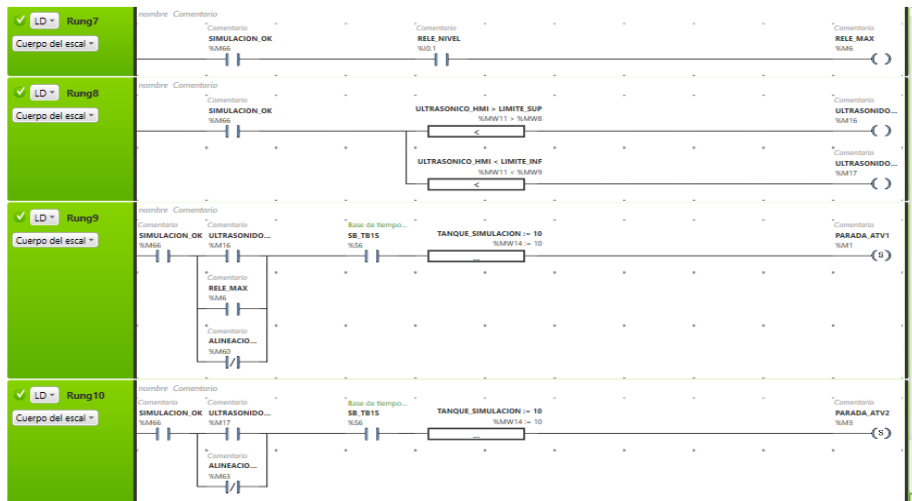 nombre Comentario
LD Rung7
Cuerpo del escal
Comentario Comentario Comentario
SIMULACION_OK RELE_NIVEL RELE_MAX
%M66 %I0.1 %M6
nombre Comentario
LD Rung8
Cuerpo del escal
Comentario Comentario
SIMULACION_OK ULTRASONICO_HMI > LIMITE_SUP ULTRASONIDO...
%M66 %MW11 > %MW8 %M16
<
Comentario
ULTRASONICO_HMI < LIMITE_INF ULTRASONIDO...
%MW11 < %MW9 %M17
<
nombre Comentario
LD Rung9
Cuerpo del escal
Comentario Comentario Base de tiempo... Comentario
SIMULACION_OK ULTRASONIDO... SB_TB1S TANQUE_SIMULACION := 10 PARADA_ATV1
%M66 %M16 %S6 %MW14 := 10 %M1
S
Comentario
RELE_MAX
%M6
Comentario
ALINEACIO...
%M60
nombre Comentario
LD Rung10
Cuerpo del escal
Comentario Comentario Base de tiempo... Comentario
SIMULACION_OK ULTRASONIDO... SB_TB1S TANQUE_SIMULACION := 10 PARADA_ATV2
%M66 %M17 %S6 %MW14 := 10 %M3
S
Comentario
ALINEACIO...
%M63